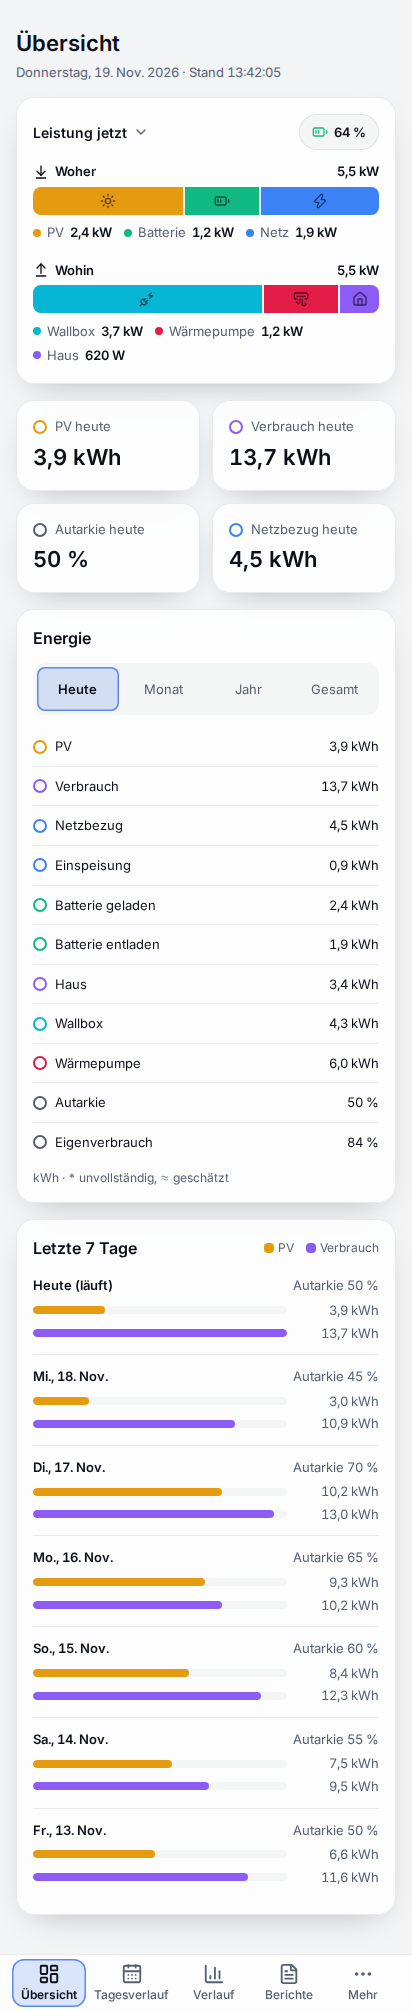 Übersicht
Donnerstag, 19. Nov. 2026 · Stand 13:42:05
Leistung jetzt 64 %
Woher 5,5 kW
PV 2,4 kW Batterie 1,2 kW Netz 1,9 kW
Wohin 5,5 kW
Wallbox 3,7 kW Wärmepumpe 1,2 kW
Haus 620 W
PV heute Verbrauch heute
3,9 kWh 13,7 kWh
Autarkie heute Netzbezug heute
50 % 4,5 kWh
Energie
Heute Monat Jahr Gesamt
PV 3,9 kWh
Verbrauch 13,7 kWh
Netzbezug 4,5 kWh
Einspeisung 0,9 kWh
Batterie geladen 2,4 kWh
Batterie entladen 1,9 kWh
Haus 3,4 kWh
Wallbox 4,3 kWh
Wärmepumpe 6,0 kWh
Autarkie 50 %
Eigenverbrauch 84 %
kWh · * unvollständig, ≈ geschätzt
Letzte 7 Tage PV Verbrauch
Heute (läuft) Autarkie 50 %
3,9 kWh
13,7 kWh
Mi., 18. Nov. Autarkie 45 %
3,0 kWh
10,9 kWh
Di., 17. Nov. Autarkie 70 %
10,2 kWh
13,0 kWh
Mo., 16. Nov. Autarkie 65 %
9,3 kWh
10,2 kWh
So., 15. Nov. Autarkie 60 %
8,4 kWh
12,3 kWh
Sa., 14. Nov. Autarkie 55 %
7,5 kWh
9,5 kWh
Fr., 13. Nov. Autarkie 50 %
6,6 kWh
11,6 kWh
Übersicht Tagesverlauf Verlauf Berichte Mehr